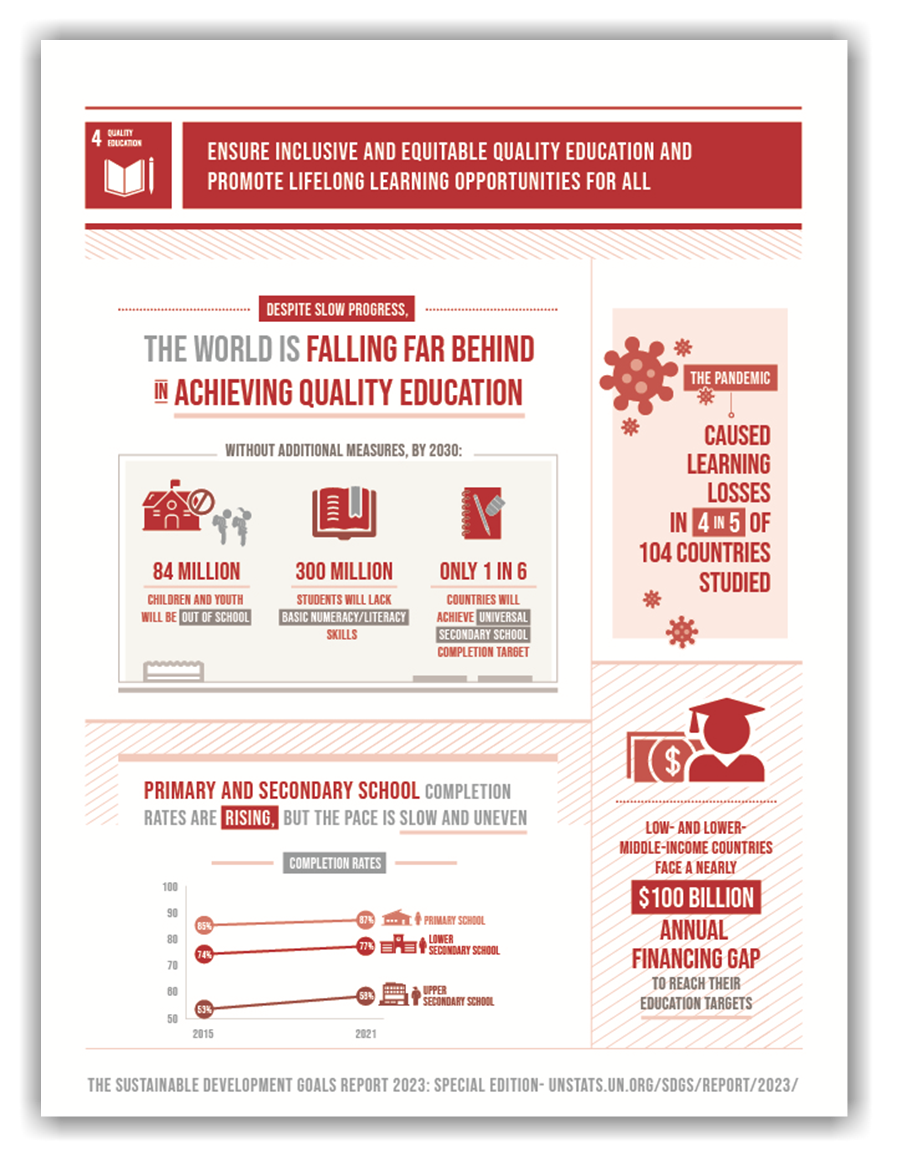 4 QUALITY
EDUCATION
ENSURE INCLUSIVE AND EQUITABLE QUALITY EDUCATION AND
PROMOTE LIFELONG LEARNING OPPORTUNITIES FOR ALL
DESPITE SLOW PROGRESS,
THE WORLD IS FALLING FAR BEHIND
IN ACHIEVING QUALITY EDUCATION
WITHOUT ADDITIONAL MEASURES, BY 2030:
84 MILLION
CHILDREN AND YOUTH
WILL BE OUT OF SCHOOL
300 MILLION
STUDENTS WILL LACK
BASIC NUMERACY/LITERACY
SKILLS
ONLY 1 IN 6
COUNTRIES WILL
ACHIEVE UNIVERSAL
SECONDARY SCHOOL
COMPLETION TARGET
THE PANDEMIC
CAUSED
LEARNING
LOSSES
IN 4 IN 5 OF
104 COUNTRIES
STUDIED
PRIMARY AND SECONDARY SCHOOL COMPLETION
RATES ARE RISING, BUT THE PACE IS SLOW AND UNEVEN
COMPLETION RATES
100
90
80
70
60
50
85%
87%
PRIMARY SCHOOL
74%
77%
LOWER
SECONDARY SCHOOL
53%
58%
UPPER
SECONDARY SCHOOL
2015
2021
$
LOW- AND LOWER-
MIDDLE-INCOME COUNTRIES
FACE A NEARLY
$100 BILLION
ANNUAL
FINANCING GAP
TO REACH THEIR
EDUCATION TARGETS
THE SUSTAINABLE DEVELOPMENT GOALS REPORT 2023: SPECIAL EDITION- UNSTATS.UN.ORG/SDGS/REPORT/2023/